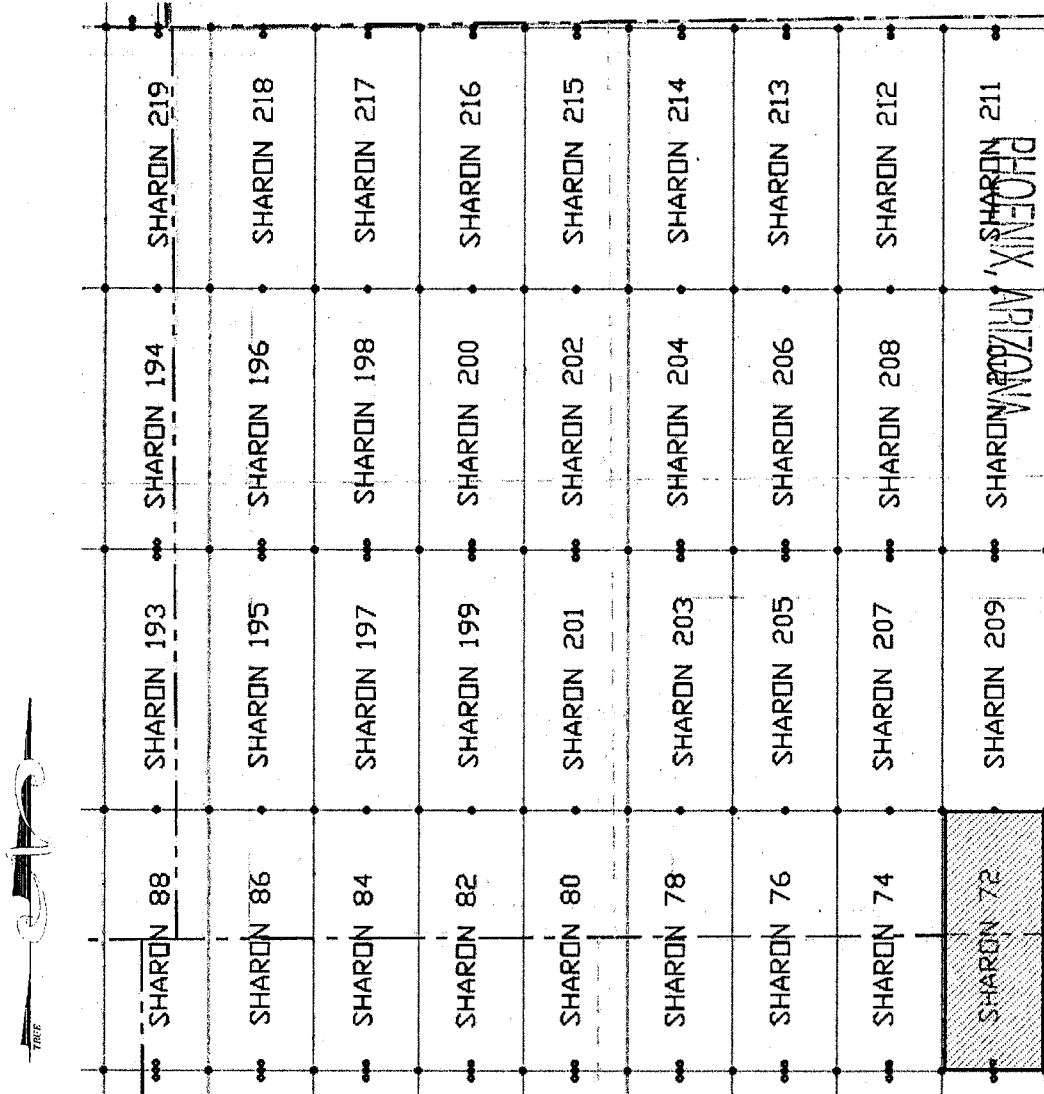 SHARON 219
SHARON 218
SHARON 217
SHARON 216
SHARON 215
SHARON 214
SHARON 213
SHARON 212
SHARON 211
PHOENIX, ARIZONA
SHARON 194
SHARON 196
SHARON 198
SHARON 200
SHARON 202
SHARON 204
SHARON 206
SHARON 208
SHARON 210
SHARON 193
SHARON 195
SHARON 197
SHARON 199
SHARON 201
SHARON 203
SHARON 205
SHARON 207
SHARON 209
SHARON 88
SHARON 86
SHARON 84
SHARON 82
SHARON 80
SHARON 78
SHARON 76
SHARON 74
SHARON 72
TRUE